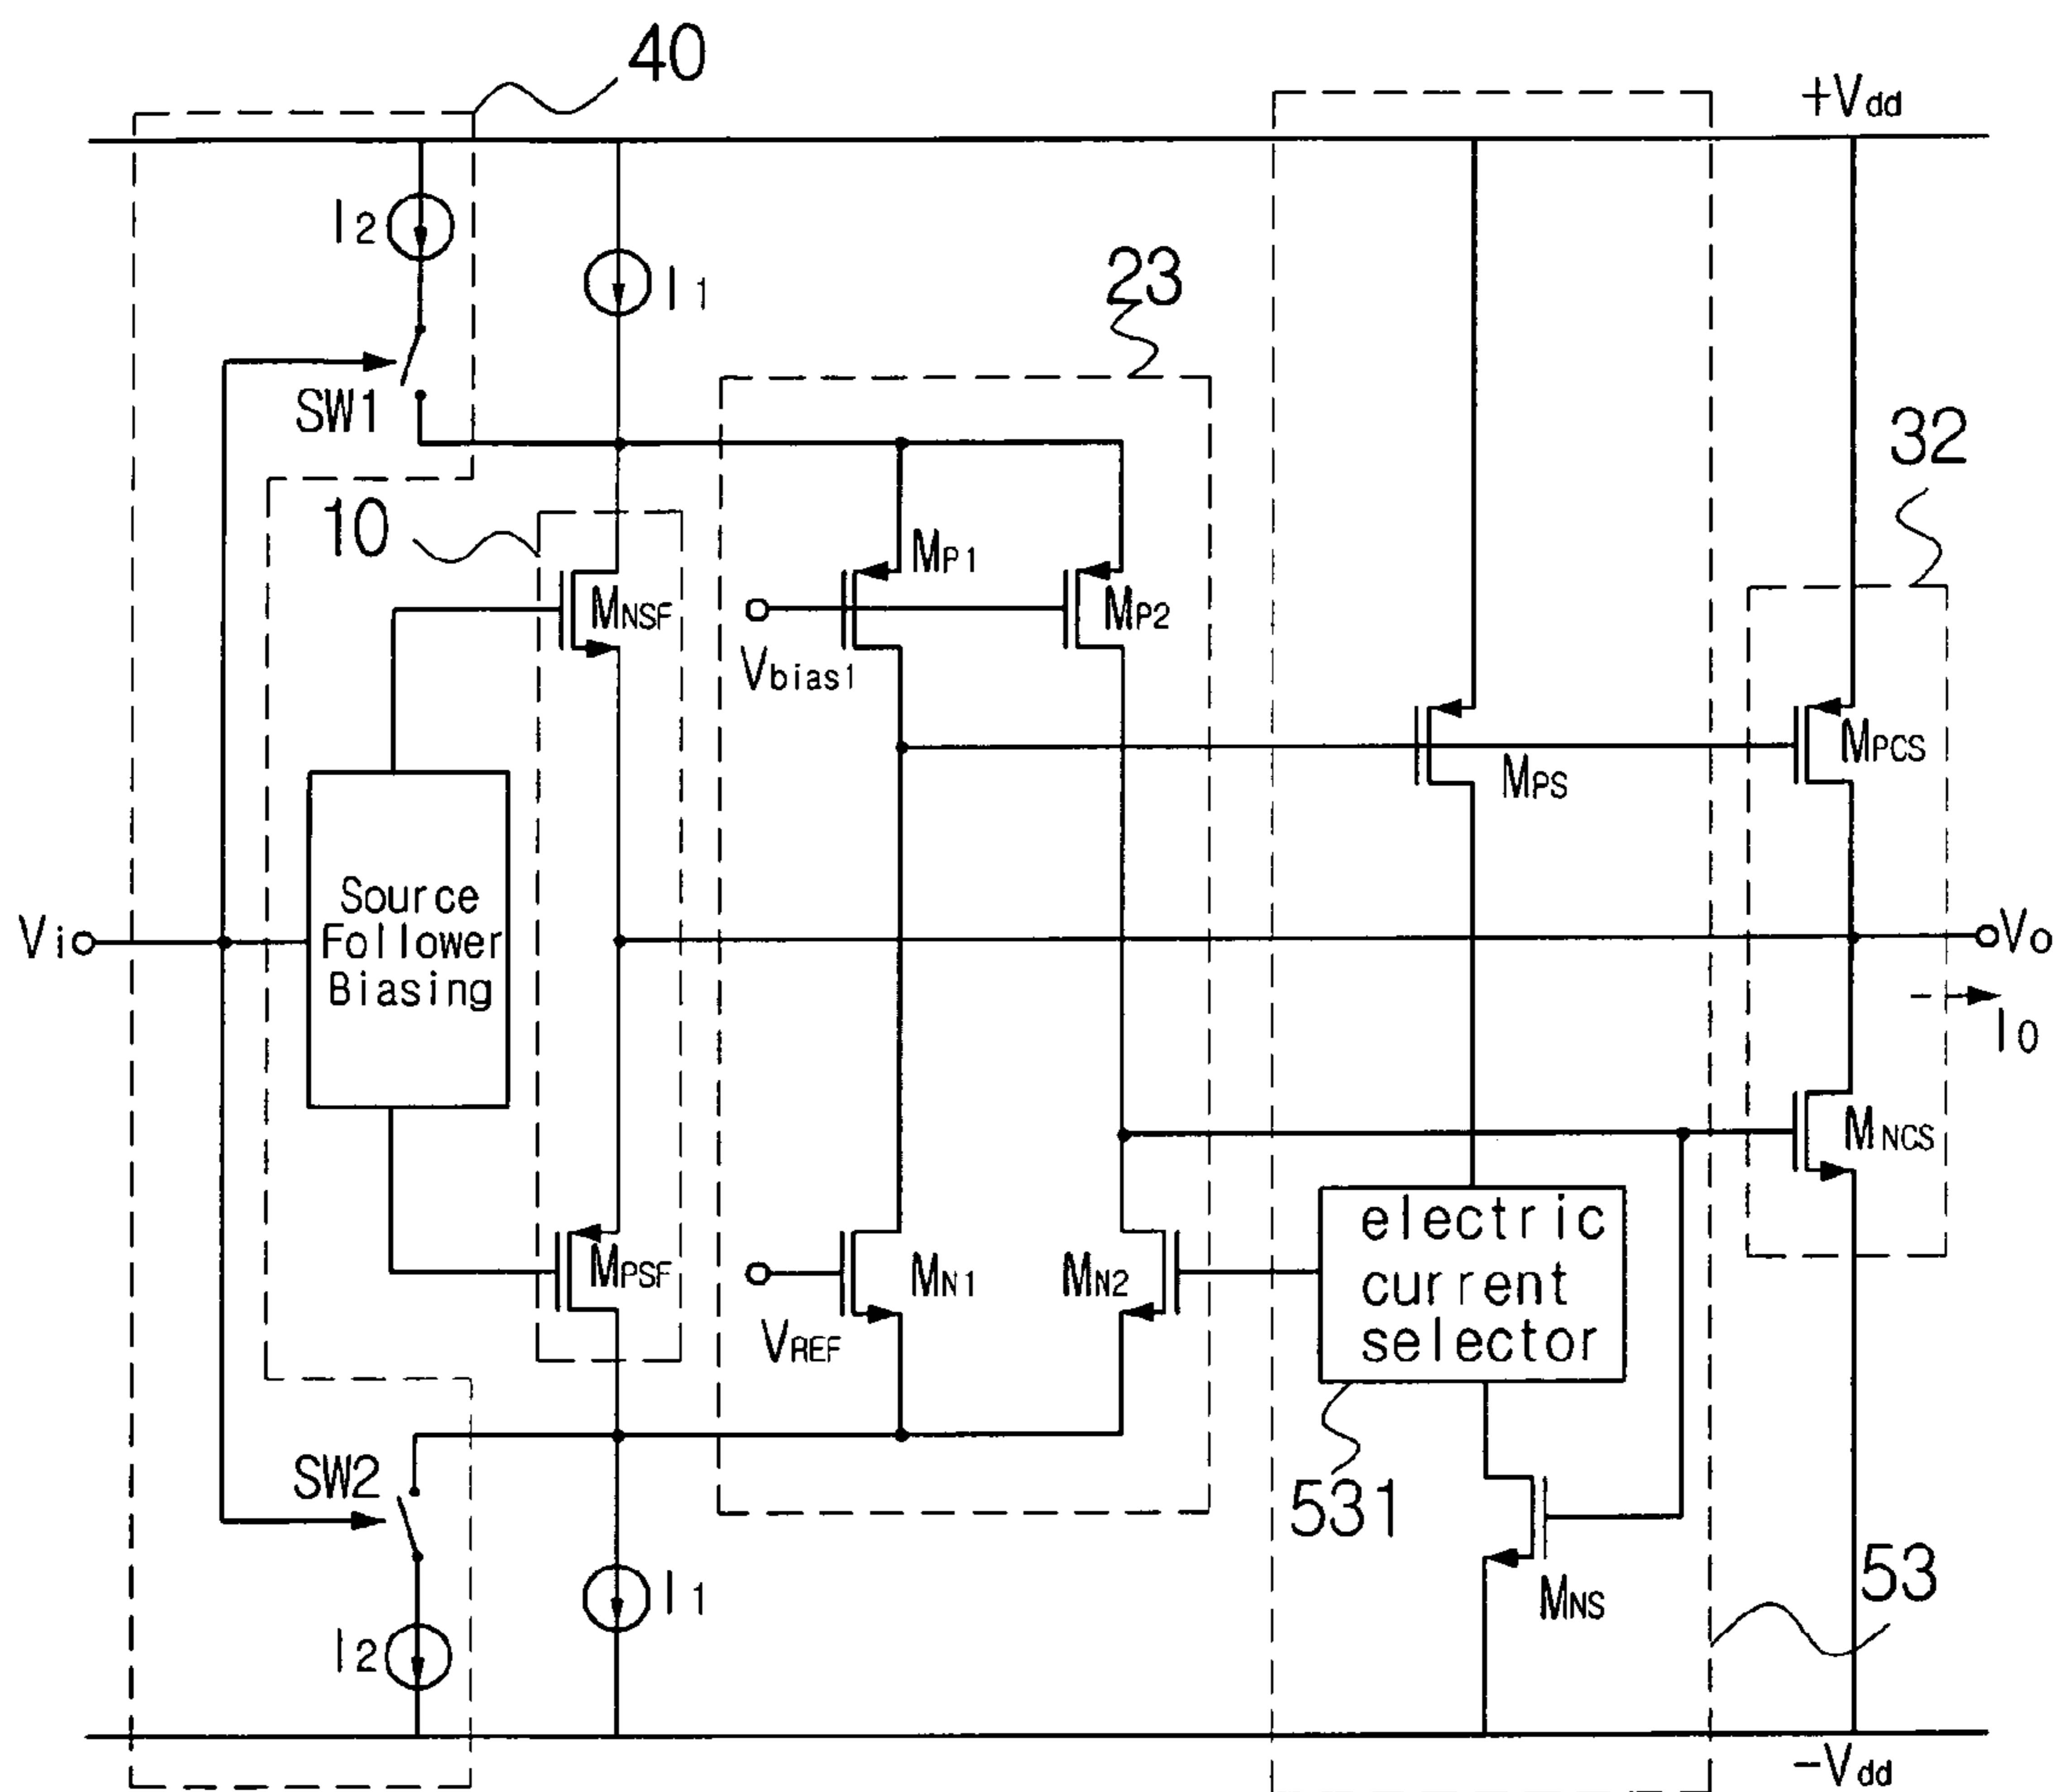 40
+Vdd
I2
I1
23
SW1
32
10
MP1
MNSF
MP2
Vbias1
MPCS
MPS
Source
Follower
Biasing
Vi
Vo
I0
MNCS
electric
current
selector
MPSF
MN1
MN2
VREF
SW2
531
I1
MNS
53
I2
-Vdd